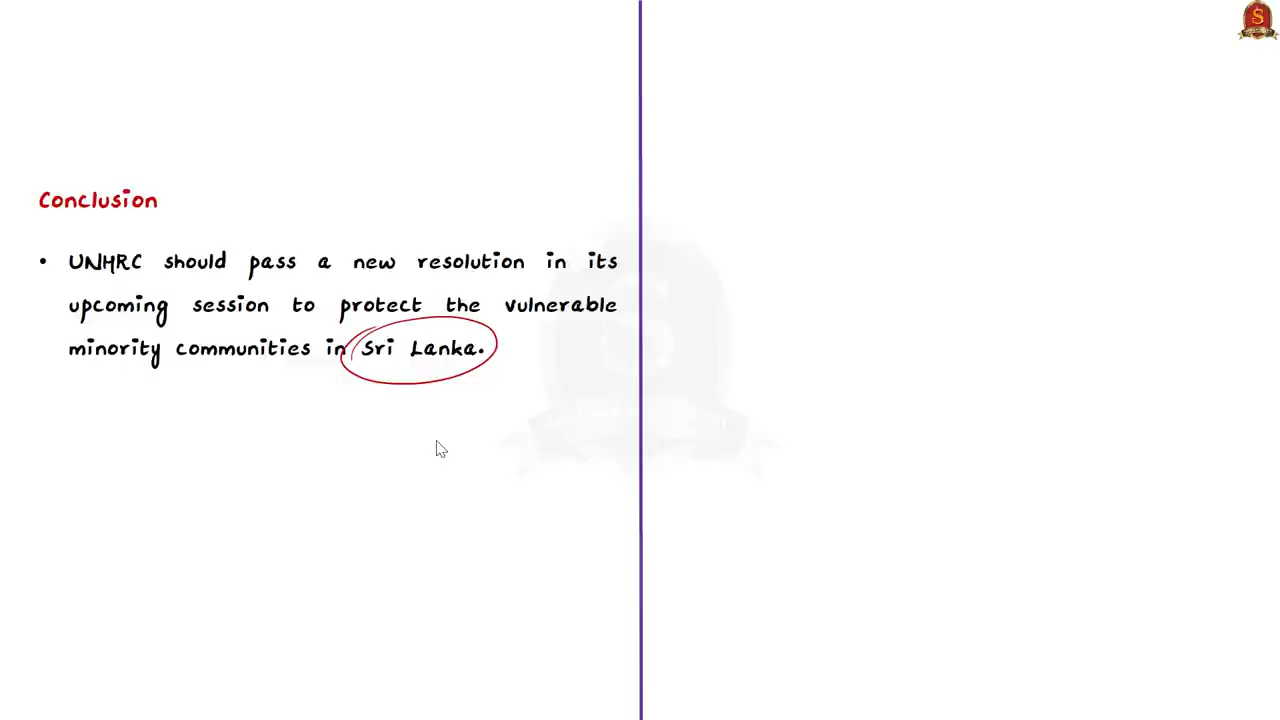 Conclusion
• UNHRC should pass a new resolution in its
upcoming session to protect the vulnerable
minority communities in Sri Lanka.
S